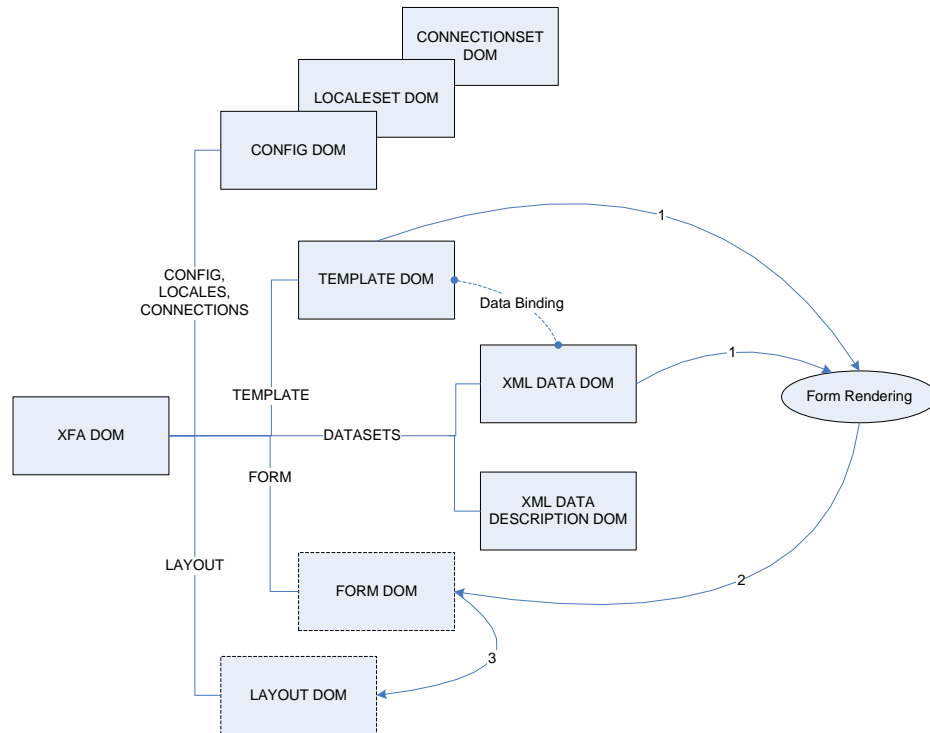 CONNECTIONSET
DOM
LOCALESET DOM
CONFIG DOM
1
TEMPLATE DOM
CONFIG,
LOCALES,
CONNECTIONS
Data Binding
1
XML DATA DOM
TEMPLATE
Form Rendering
XFA DOM
DATASETS
FORM
XML DATA
DESCRIPTION DOM
LAYOUT
2
FORM DOM
3
LAYOUT DOM